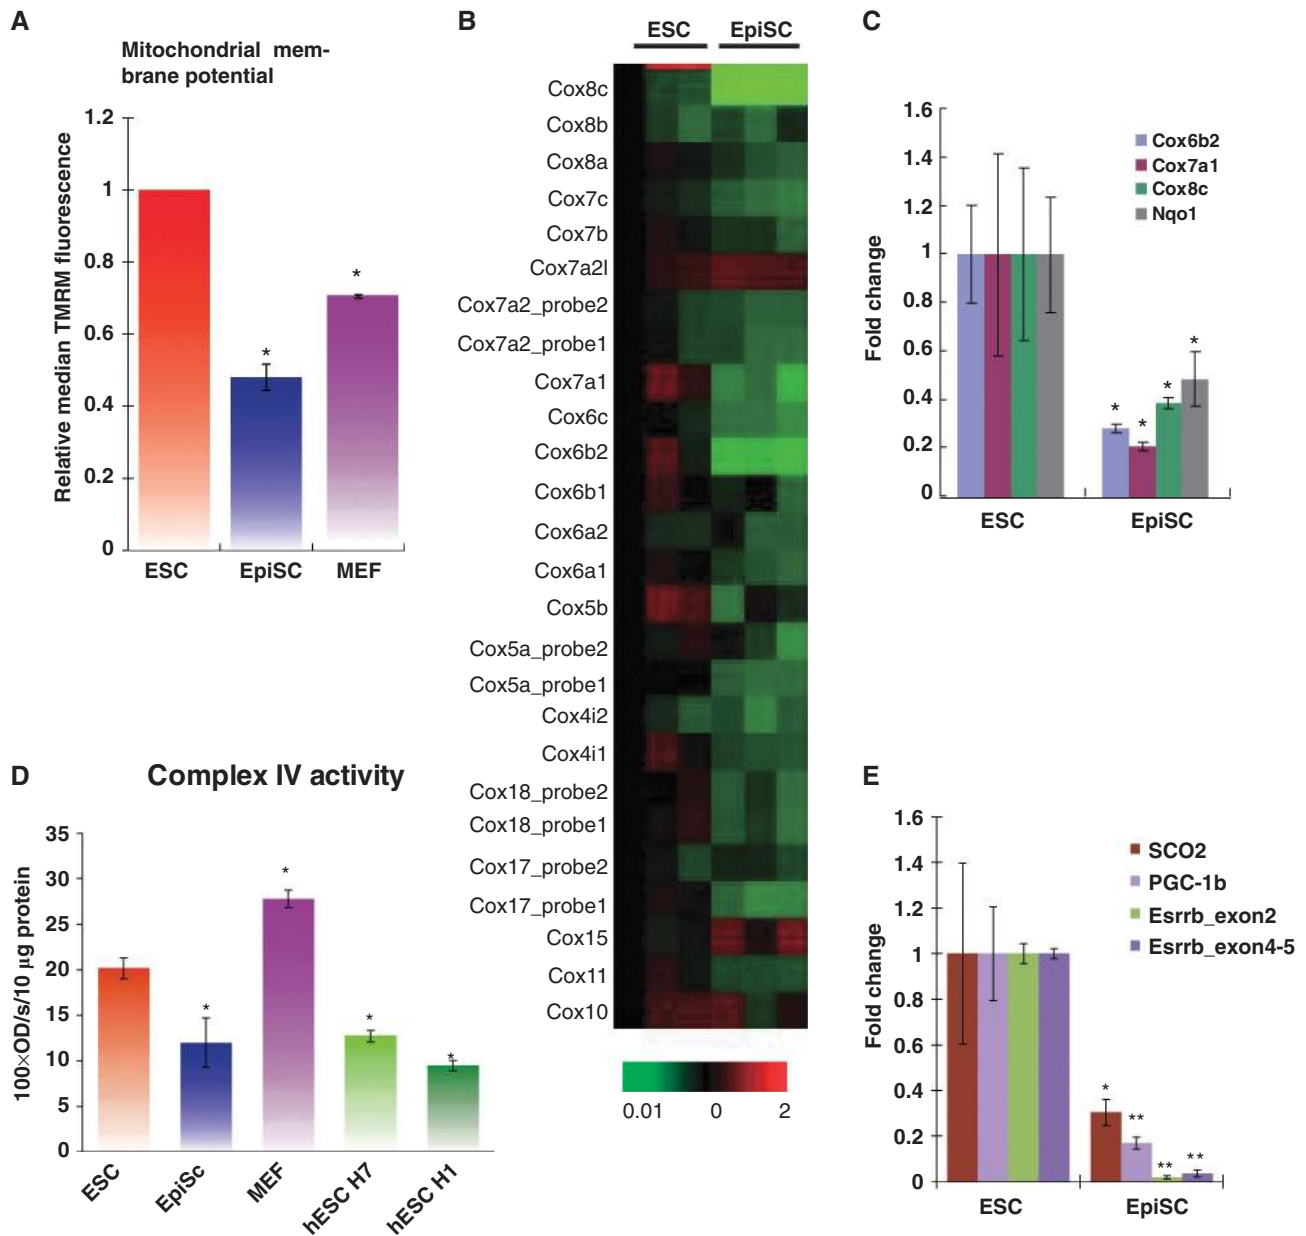 A
Mitochondrial mem-
brane potential
Relative median TMRM fluorescence
1.2
1
0.8
0.6
0.4
0.2
0
*
*
ESC EpiSC MEF
B
ESC EpiSC
Cox8c
Cox8b
Cox8a
Cox7c
Cox7b
Cox7a2l
Cox7a2_probe2
Cox7a2_probe1
Cox7a1
Cox6c
Cox6b2
Cox6b1
Cox6a2
Cox6a1
Cox5b
Cox5a_probe2
Cox5a_probe1
Cox4i2
Cox4i1
Cox18_probe2
Cox18_probe1
Cox17_probe2
Cox17_probe1
Cox15
Cox11
Cox10
0.01 0 2
C
Fold change
1.6
1.4
1.2
1
0.8
0.6
0.4
0.2
0
Cox6b2
Cox7a1
Cox8c
Nqo1
* * * *
ESC EpiSC
D
Complex IV activity
100×OD/s/10 µg protein
35
30
25
20
15
10
5
0
* * * *
ESC
EpiSc
MEF
hESC H7
hESC H1
E
Fold change
1.6
1.4
1.2
1
0.8
0.6
0.4
0.2
0
SCO2
PGC-1b
Esrrb_exon2
Esrrb_exon4-5
* ** ** **
ESC EpiSC